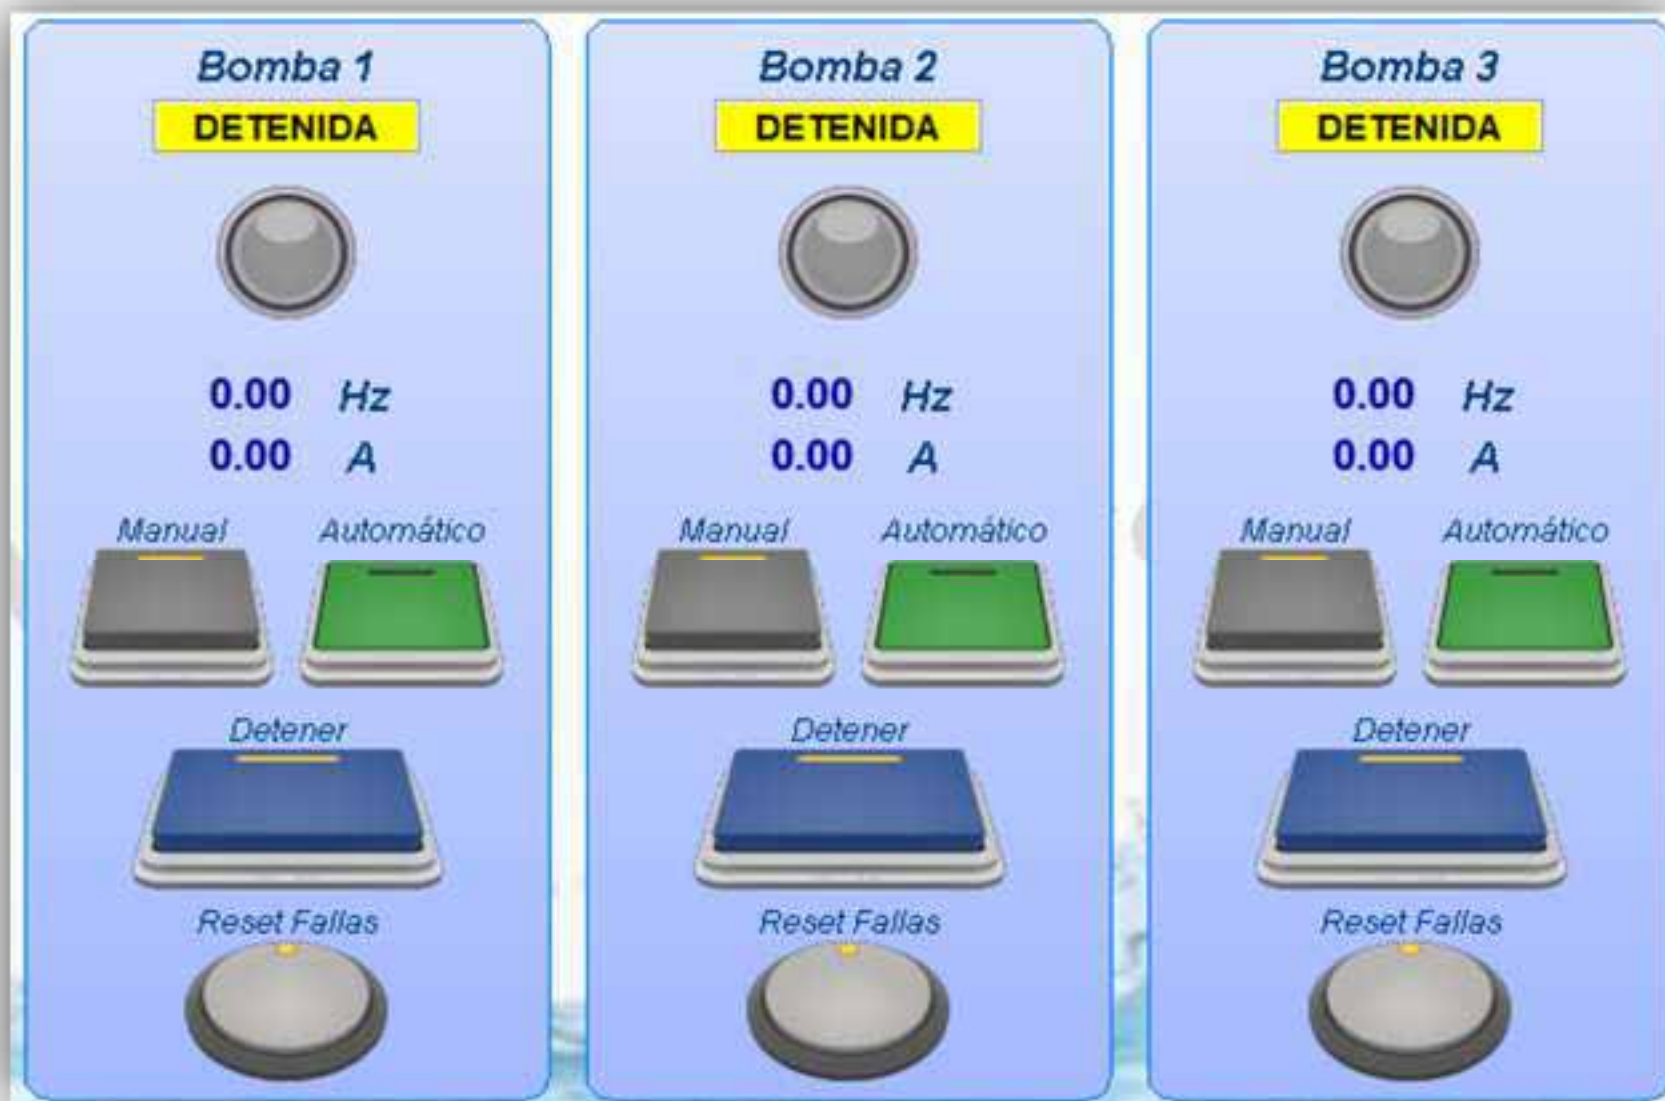 Bomba 1
DETENIDA
0.00 Hz
0.00 A
Manual Automático
Detener
Reset Fallas
Bomba 2
DETENIDA
0.00 Hz
0.00 A
Manual Automático
Detener
Reset Fallas
Bomba 3
DETENIDA
0.00 Hz
0.00 A
Manual Automático
Detener
Reset Fallas